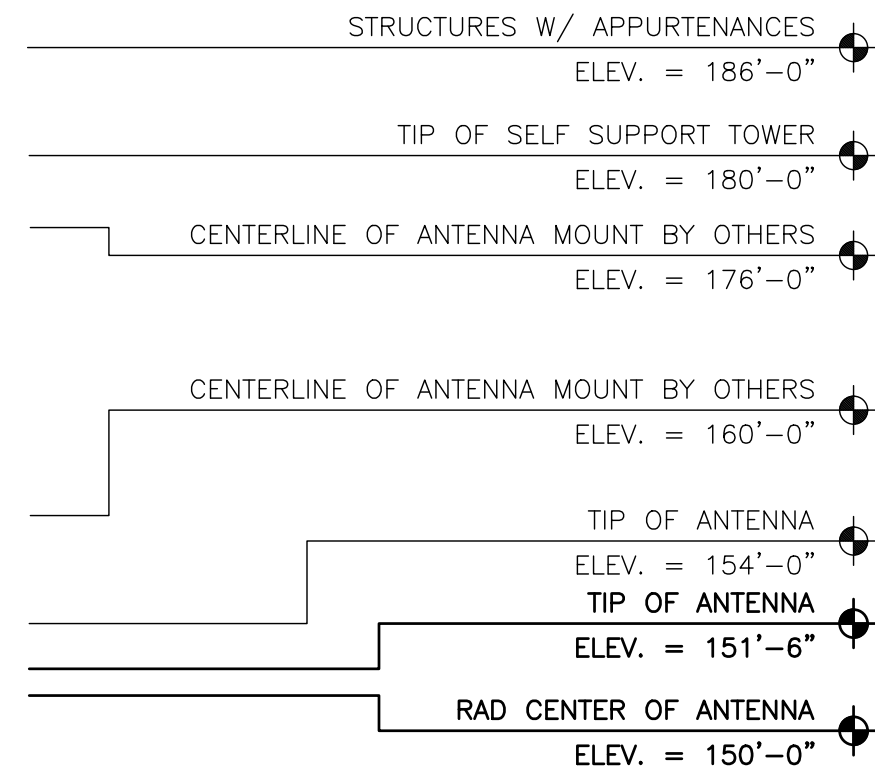 STRUCTURES W/ APPURTENANCES
ELEV. = 186'-0"
TIP OF SELF SUPPORT TOWER
ELEV. = 180'-0"
CENTERLINE OF ANTENNA MOUNT BY OTHERS
ELEV. = 176'-0"
CENTERLINE OF ANTENNA MOUNT BY OTHERS
ELEV. = 160'-0"
TIP OF ANTENNA
ELEV. = 154'-0"
TIP OF ANTENNA
ELEV. = 151'-6"
RAD CENTER OF ANTENNA
ELEV. = 150'-0"